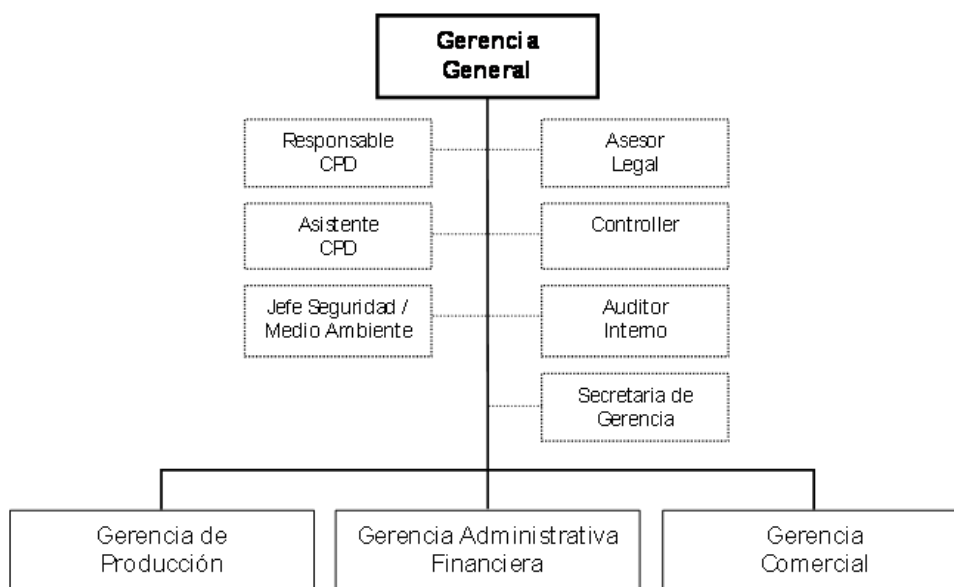 Gerencia
General
Responsable
CPD
Asesor
Legal
Asistente
CPD
Controller
Jefe Seguridad /
Medio Ambiente
Auditor
Interno
Secretaria de
Gerencia
Gerencia de
Producción
Gerencia Administrativa
Financiera
Gerencia
Comercial